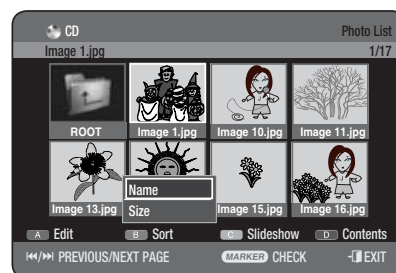 CD Photo List
Image 1.jpg 1/17
ROOT Image 1.jpg Image 10.jpg Image 11.jpg
Name
Size
Image 13.jpg Image 15.jpg Image 16.jpg
A Edit B Sort C Slideshow D Contents
PREVIOUS/NEXT PAGE MARKER CHECK EXIT